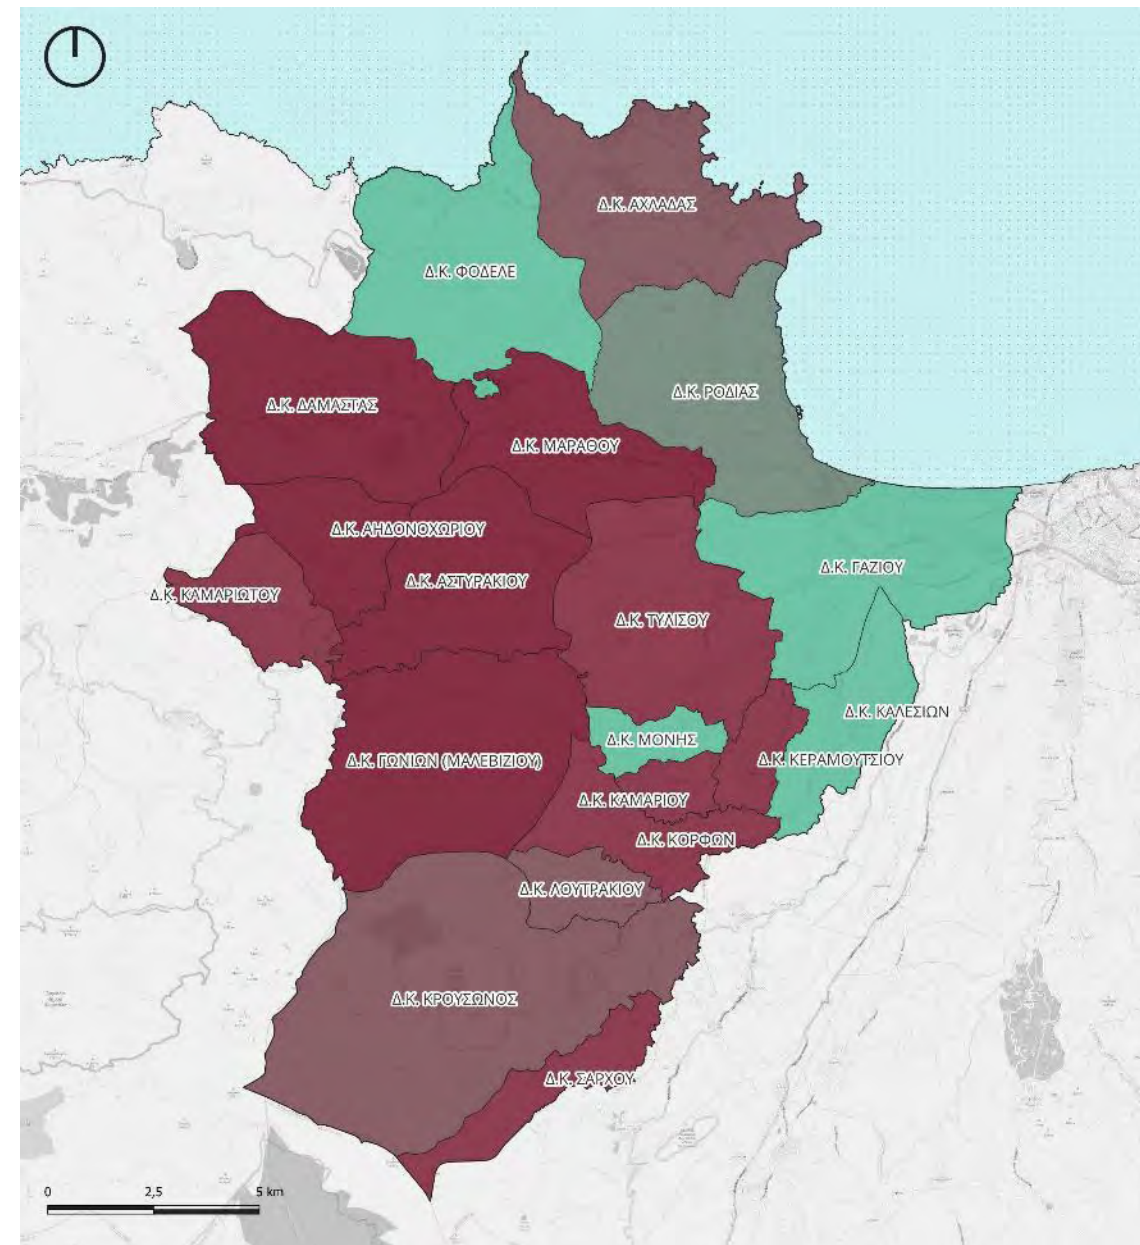 Δ.Κ. ΑΧΛΑΔΑΣ
Δ.Κ. ΦΟΔΕΛΕ
Δ.Κ. ΡΟΔΙΑΣ
Δ.Κ. ΔΑΜΑΣΤΑΣ
Δ.Κ. ΜΑΡΑΘΟΥ
Δ.Κ. ΑΗΔΟΝΟΧΩΡΙΟΥ
Δ.Κ. ΓΑΖΙΟΥ
Δ.Κ. ΑΣΤΥΡΑΚΙΟΥ
Δ.Κ. ΚΑΜΑΡΙΩΤΟΥ
Δ.Κ. ΤΥΛΙΣΟΥ
Δ.Κ. ΚΑΛΕΣΙΩΝ
Δ.Κ. ΜΟΝΗΣ
Δ.Κ. ΚΕΡΑΜΟΥΤΣΙΟΥ
Δ.Κ. ΓΩΝΙΩΝ (ΜΑΛΕΒΙΖΙΟΥ)
Δ.Κ. ΚΑΜΑΡΙΟΥ
Δ.Κ. ΚΟΡΦΩΝ
Δ.Κ. ΛΟΥΤΡΑΚΙΟΥ
Δ.Κ. ΚΡΟΥΣΩΝΟΣ
Δ.Κ. ΣΑΡΧΟΥ
0 2,5 5 km